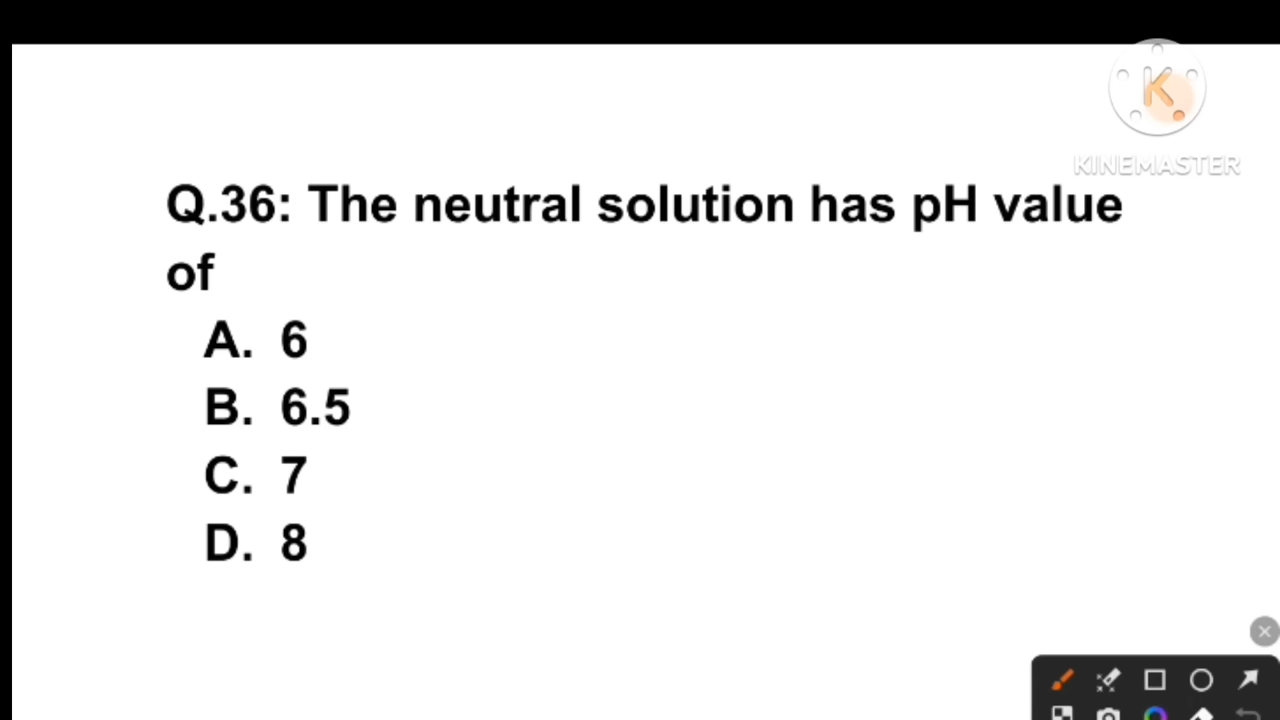 KINEMASTER
Q.36: The neutral solution has pH value
of
A. 6
B. 6.5
C. 7
D. 8